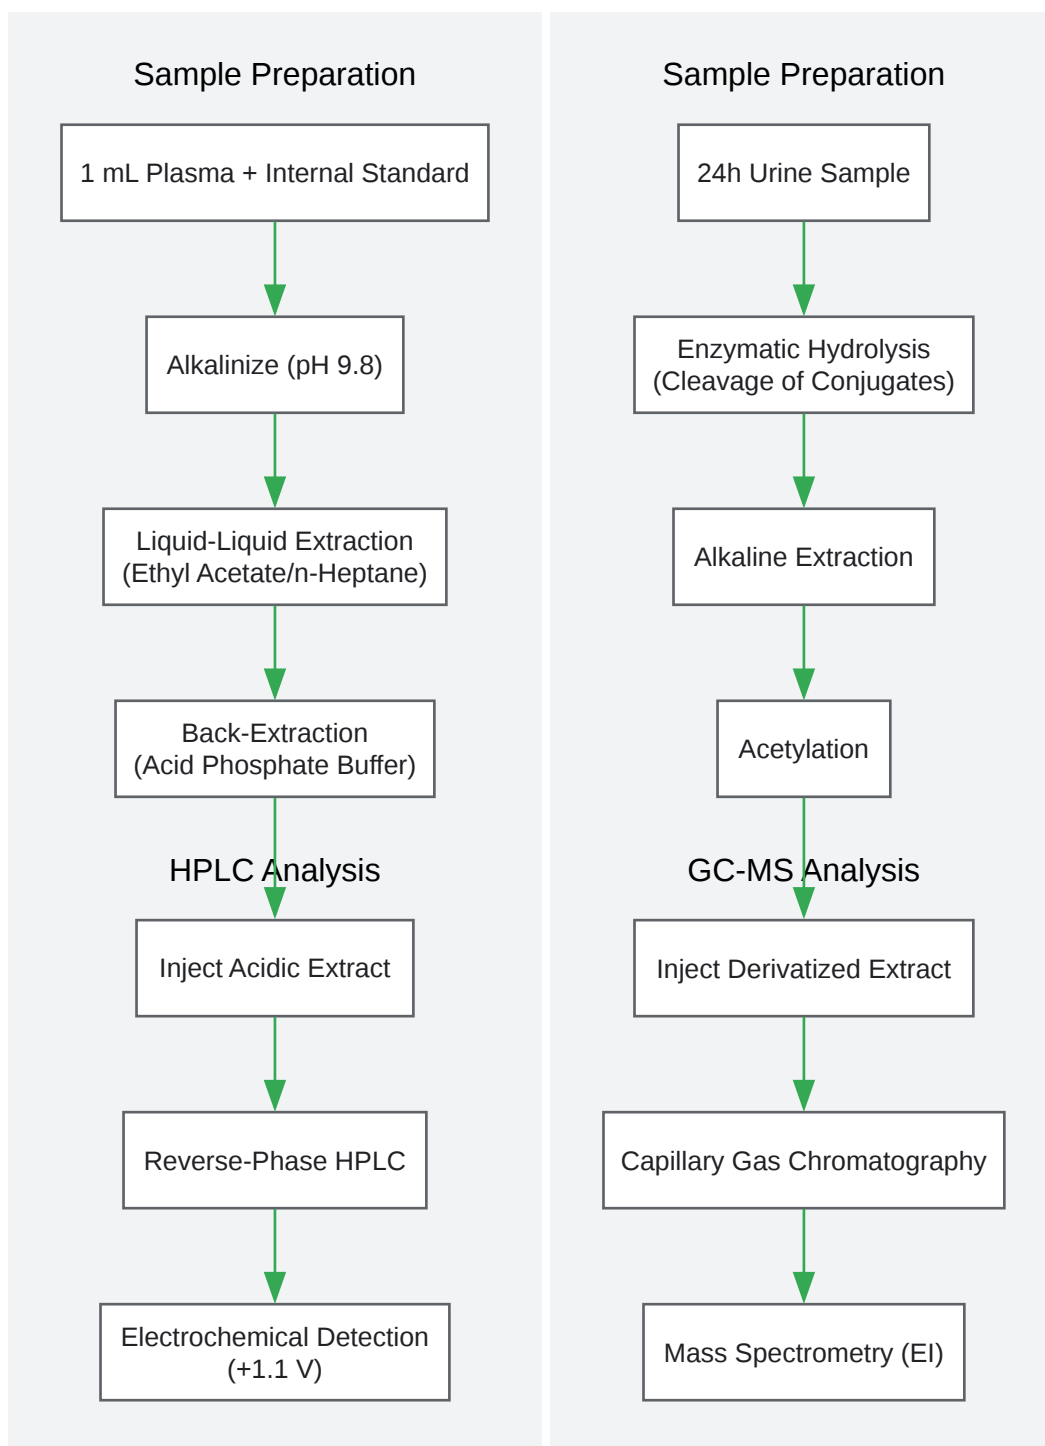 Sample Preparation
1 mL Plasma + Internal Standard
Alkalinize (pH 9.8)
Liquid-Liquid Extraction
(Ethyl Acetate/n-Heptane)
Back-Extraction
(Acid Phosphate Buffer)
HPLC Analysis
Inject Acidic Extract
Reverse-Phase HPLC
Electrochemical Detection
(+1.1 V)
Sample Preparation
24h Urine Sample
Enzymatic Hydrolysis
(Cleavage of Conjugates)
Alkaline Extraction
Acetylation
GC-MS Analysis
Inject Derivatized Extract
Capillary Gas Chromatography
Mass Spectrometry (EI)